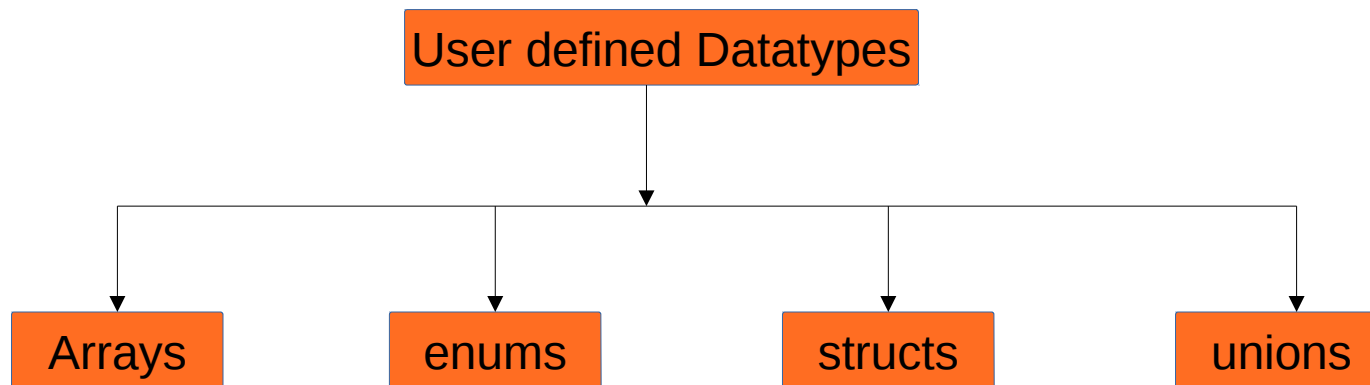 User defined Datatypes
Arrays
enums
structs
unions